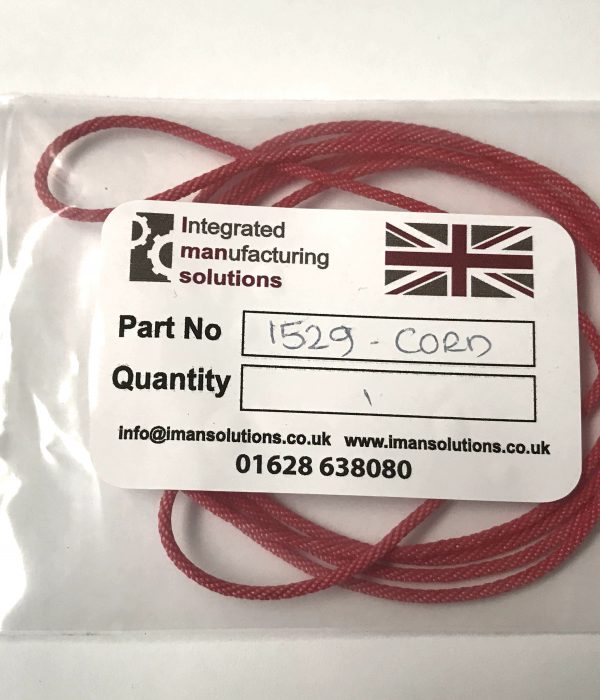 Integrated
manufacturing
solutions
Part No 1529 - CORD
Quantity 1
info@imansolutions.co.uk www.imansolutions.co.uk
01628 638080